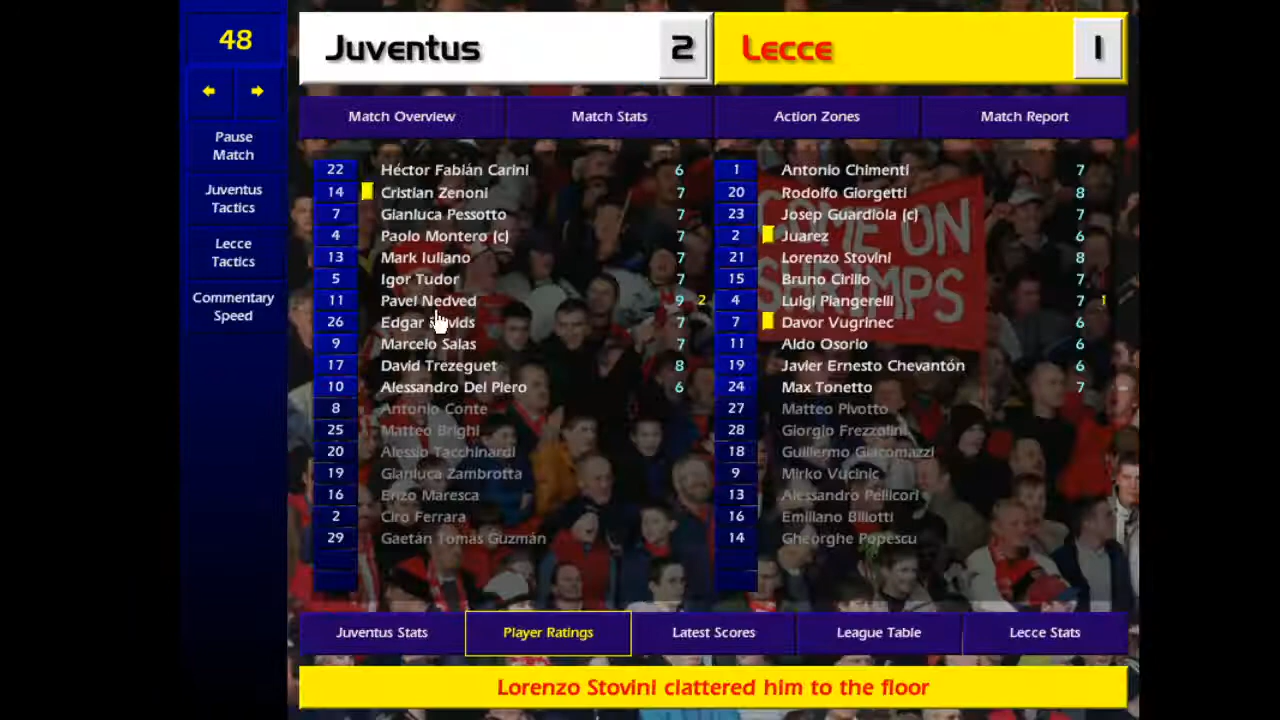 48
Juventus 2 Lecce 1
Match Overview Match Stats Action Zones Match Report
Pause Match
Juventus Tactics
Lecce Tactics
Commentary Speed
22 Héctor Fabián Carini 6
14 Cristian Zenoni 7
7 Gianluca Pessotto 7
4 Paolo Montero (c) 7
13 Mark Iuliano 7
5 Igor Tudor 7
11 Pavel Nedved 9 2
26 Edgar 7
9 Marcelo Salas 7
17 David Trezeguet 8
10 Alessandro Del Piero 6
8 Antonio Conte
25 Matteo Brighi
20 Alessio Tacchinardi
19 Gianluca Zambrotta
16 Enzo Maresca
2 Ciro Ferrara
29 Gaetán Tomas Guzmán
1 Antonio Chimenti 7
20 Rodolfo Giorgetti 8
23 Josep Guardiola (c) 7
2 Juarez 6
21 Lorenzo Stovini 8
15 Bruno Cirillo 7
4 Luigi Piangerelli 7 1
7 Davor Vugrinec 6
11 Aldo Osorio 6
19 Javier Ernesto Chevantón 6
24 Max Tonetto 7
27 Matteo Pivotto
28 Giorgio Frezzolini
18 Guillermo Giacomazzi
9 Mirko Vucinic
13 Alessandro Pellicori
16 Emiliano Biliotti
14 Gheorghe Popescu
COME ON
SHRIMPS
Juventus Stats Player Ratings Latest Scores League Table Lecce Stats
Lorenzo Stovini clattered him to the floor